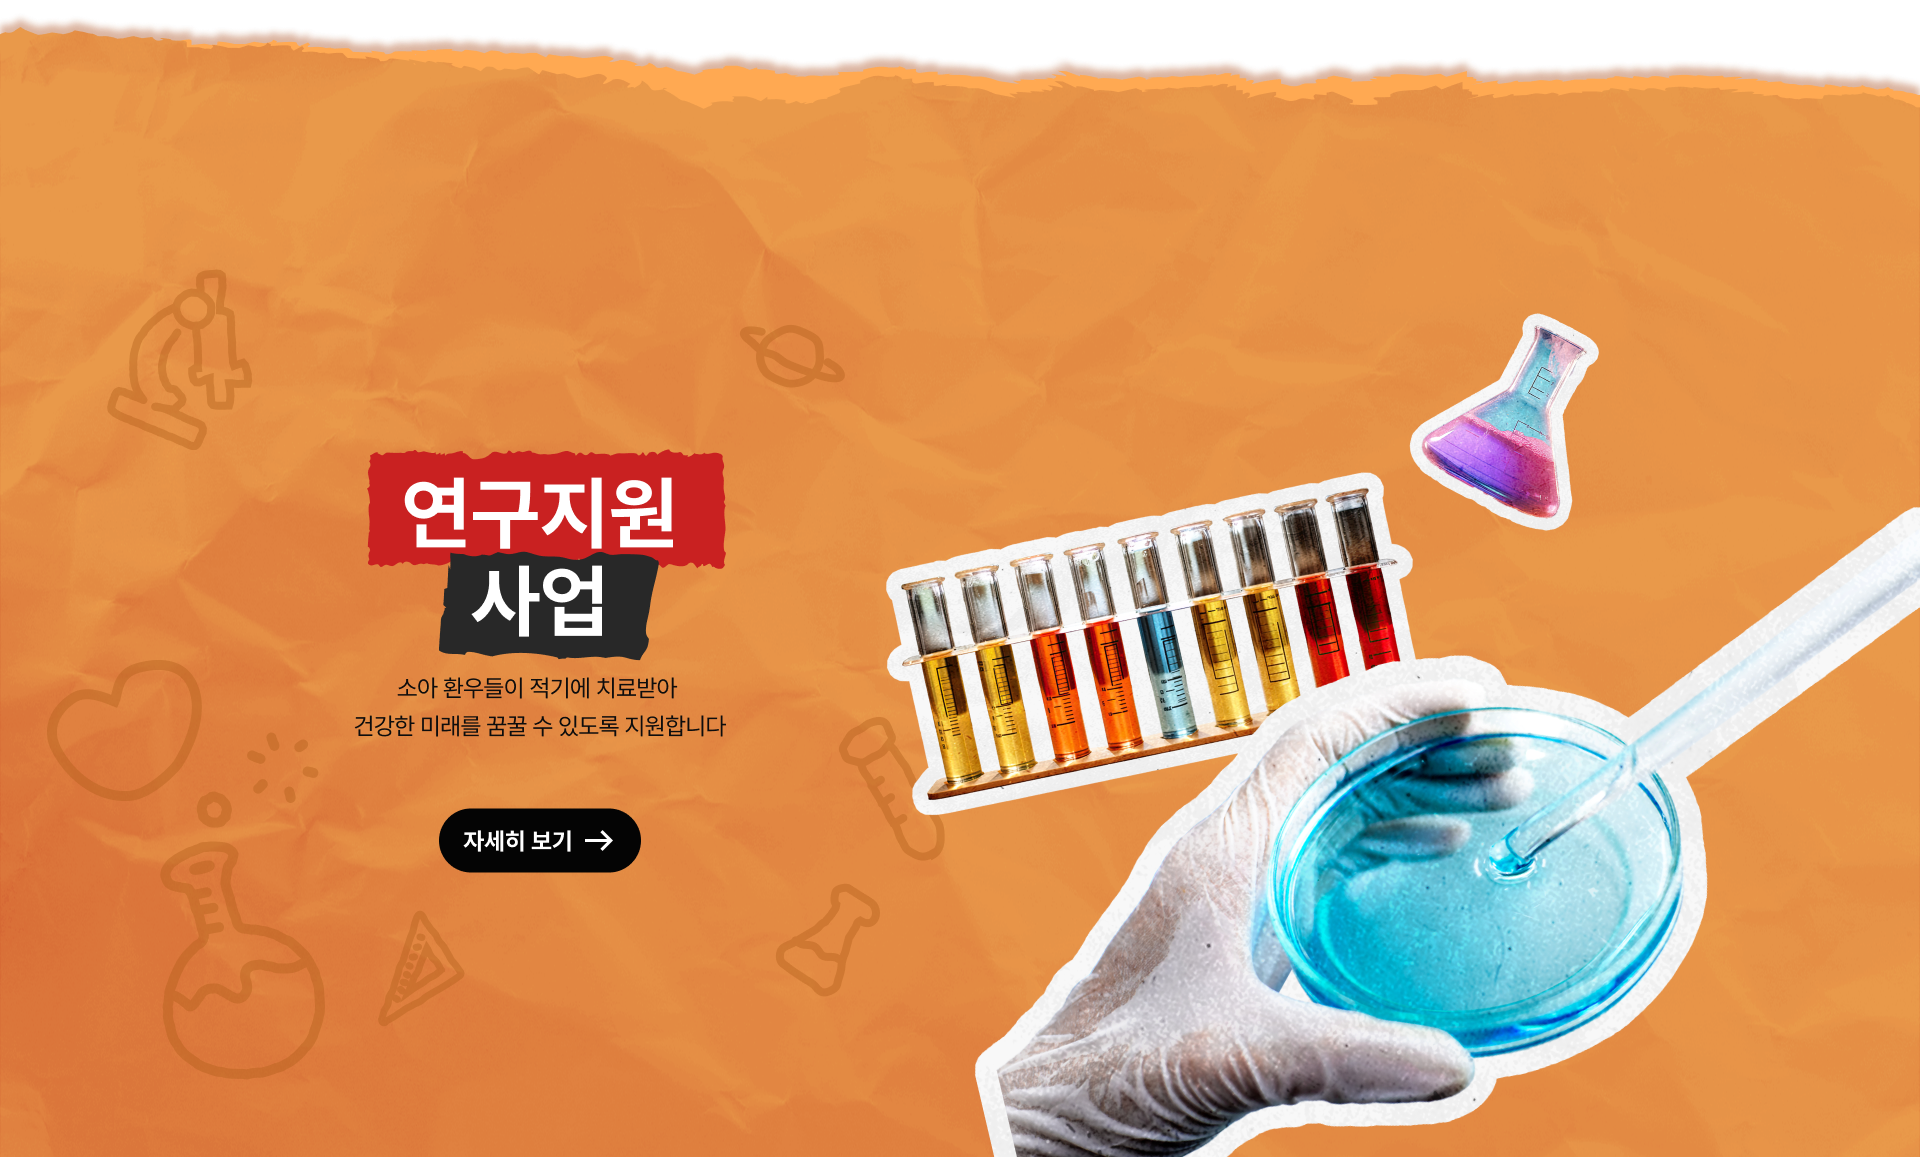 연구지원
사업
소아 환우들이 적기에 치료받아
건강한 미래를 꿈꿀 수 있도록 지원합니다
자세히 보기